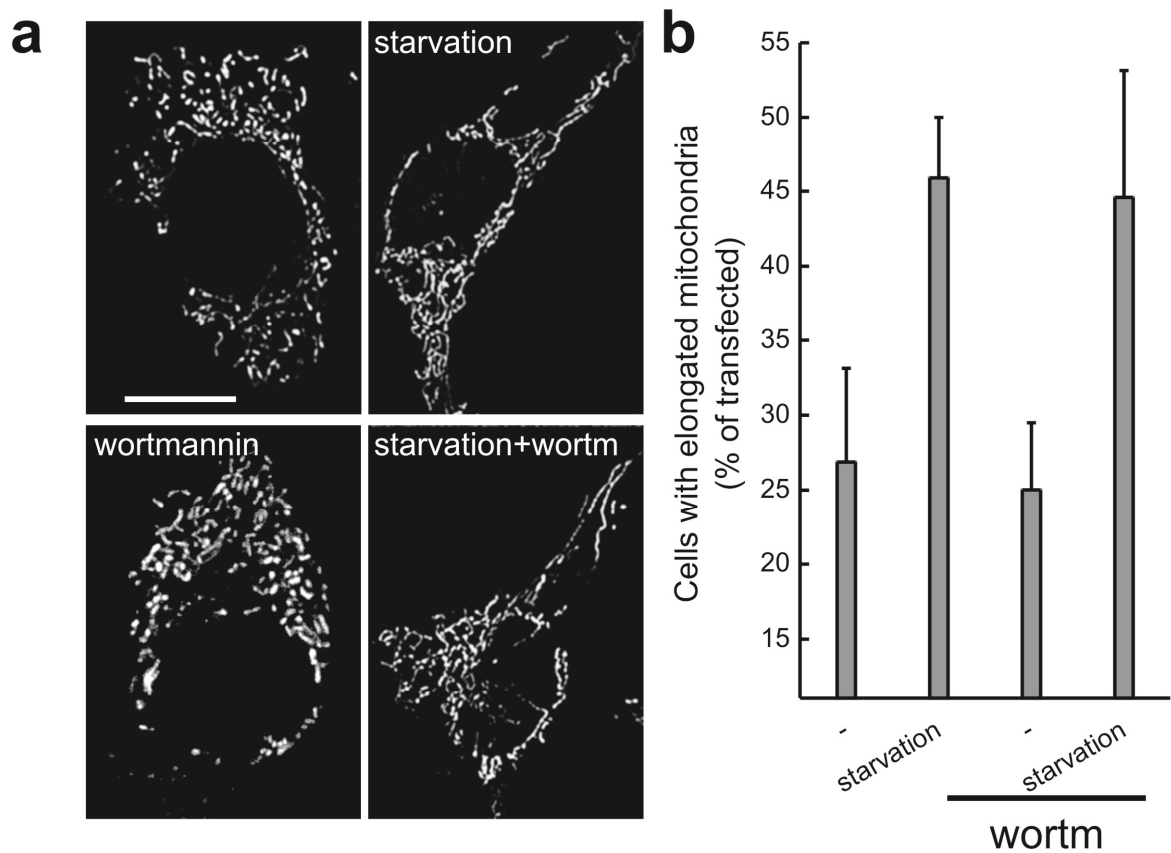 a
starvation
wortmannin
starvation+wortm
b
Cells with elongated mitochondria
(% of transfected)
55
50
45
40
35
30
25
20
15
-
starvation
-
starvation
wortm